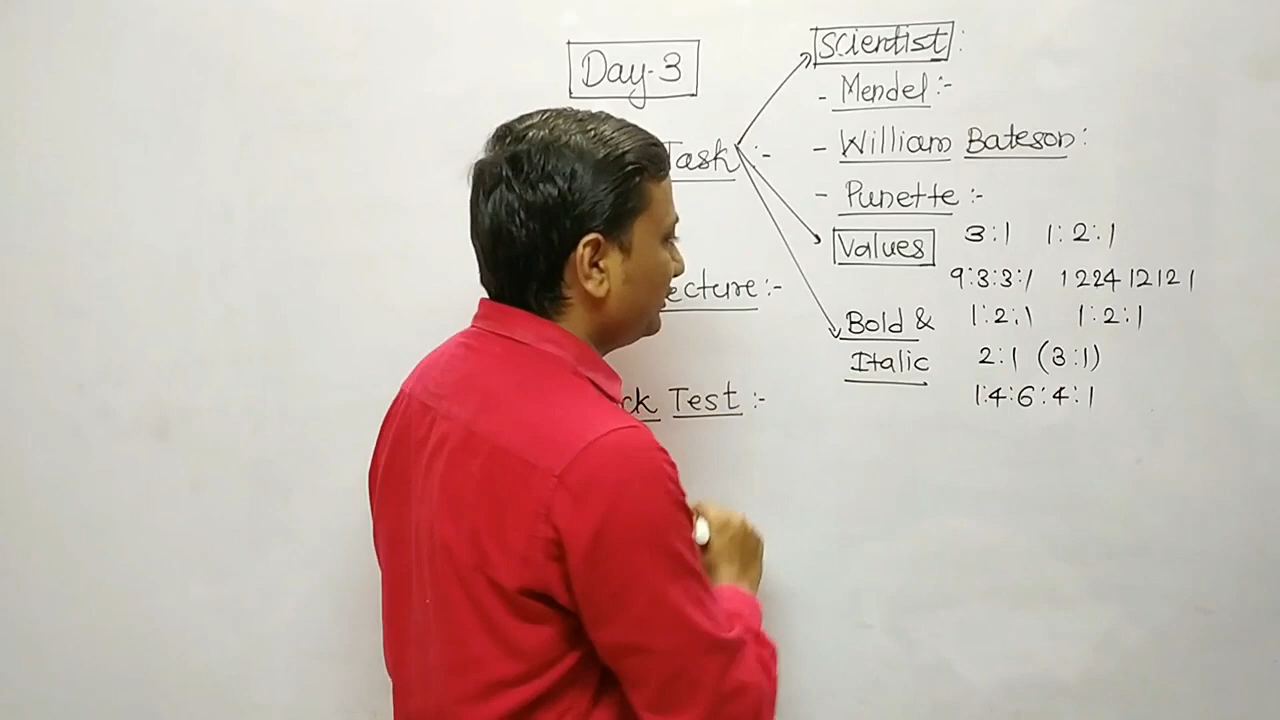 Day-3
Task :-
ecture:-
ck Test :-
Scientist:
- Mendel:-
- William Bateson:
- Punette :-
Values 3:1 1:2:1
9:3:3:1 122412121
Bold & 1:2:1 1:2:1
Italic 2:1 (3:1)
1:4:6:4:1